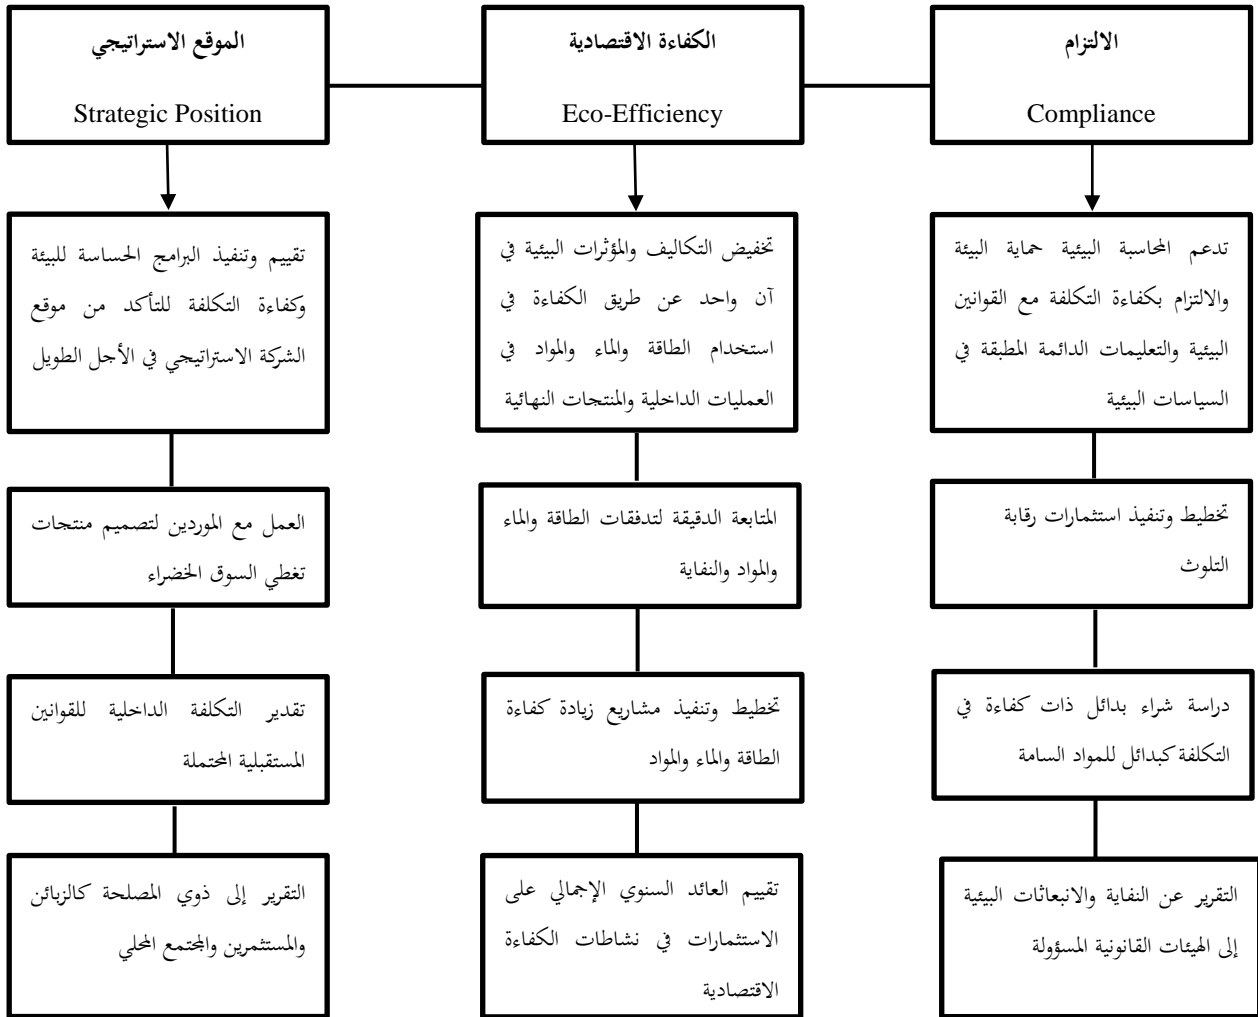 الالتزام
Compliance
تدعم المحاسبة البيئية حماية البيئة
والالتزام بكفاءة التكلفة مع القوانين
البيئية والتعليمات الدائمة المطبقة في
السياسات البيئية
تخطيط وتنفيذ استثمارات رقابة
التلوث
دراسة شراء بدائل ذات كفاءة في
التكلفة كبدائل للمواد السامة
التقرير عن النفاية والانبعاثات البيئية
إلى الهيئات القانونية المسؤولة
الكفاءة الاقتصادية
Eco-Efficiency
تخفيض التكاليف والمؤثرات البيئية في
آن واحد عن طريق الكفاءة في
استخدام الطاقة والماء والمواد في
العمليات الداخلية والمنتجات النهائية
المتابعة الدقيقة لتدفقات الطاقة والماء
والمواد والنفاية
تخطيط وتنفيذ مشاريع زيادة كفاءة
الطاقة والماء والمواد
تقييم العائد السنوي الإجمالي على
الاستثمارات في نشاطات الكفاءة
الاقتصادية
الموقع الاستراتيجي
Strategic Position
تقييم وتنفيذ البرامج الحساسة للبيئة
وكفاءة التكلفة للتأكد من موقع
الشركة الاستراتيجي في الأجل الطويل
العمل مع الموردين لتصميم منتجات
تغطي السوق الخضراء
تقدير التكلفة الداخلية للقوانين
المستقبلية المحتملة
التقرير إلى ذوي المصلحة كالزبائن
والمستثمرين والمجتمع المحلي